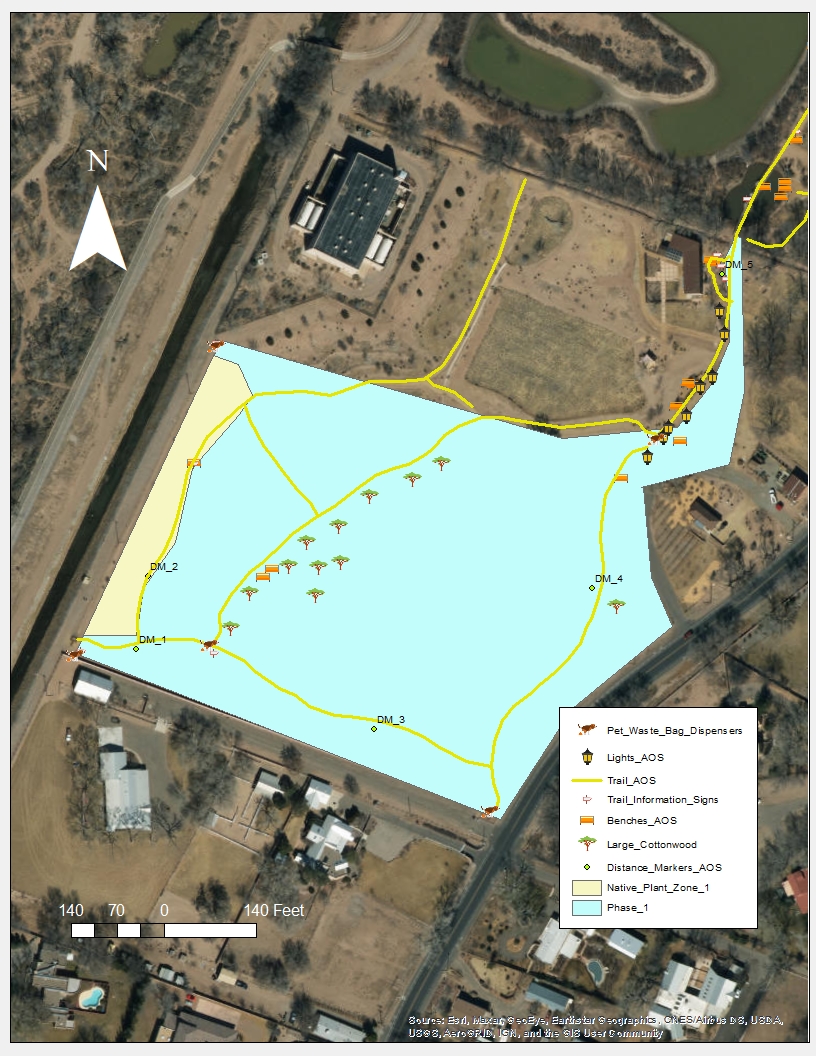 N
DM_5
DM_2
DM_4
DM_1
DM_3
Pet_Waste_Bag_Dispensers
Lights_AOS
Trail_AOS
Trail_Information_Signs
Benches_AOS
Large_Cottonwood
Distance_Markers_AOS
Native_Plant_Zone_1
Phase_1
140 70 0 140 Feet
Source: Esri, Maxar, GeoEye, Earthstar Geographics, CNES/Airbus DS, USDA,
USGS, AeroGRID, IGN, and the GIS User Community